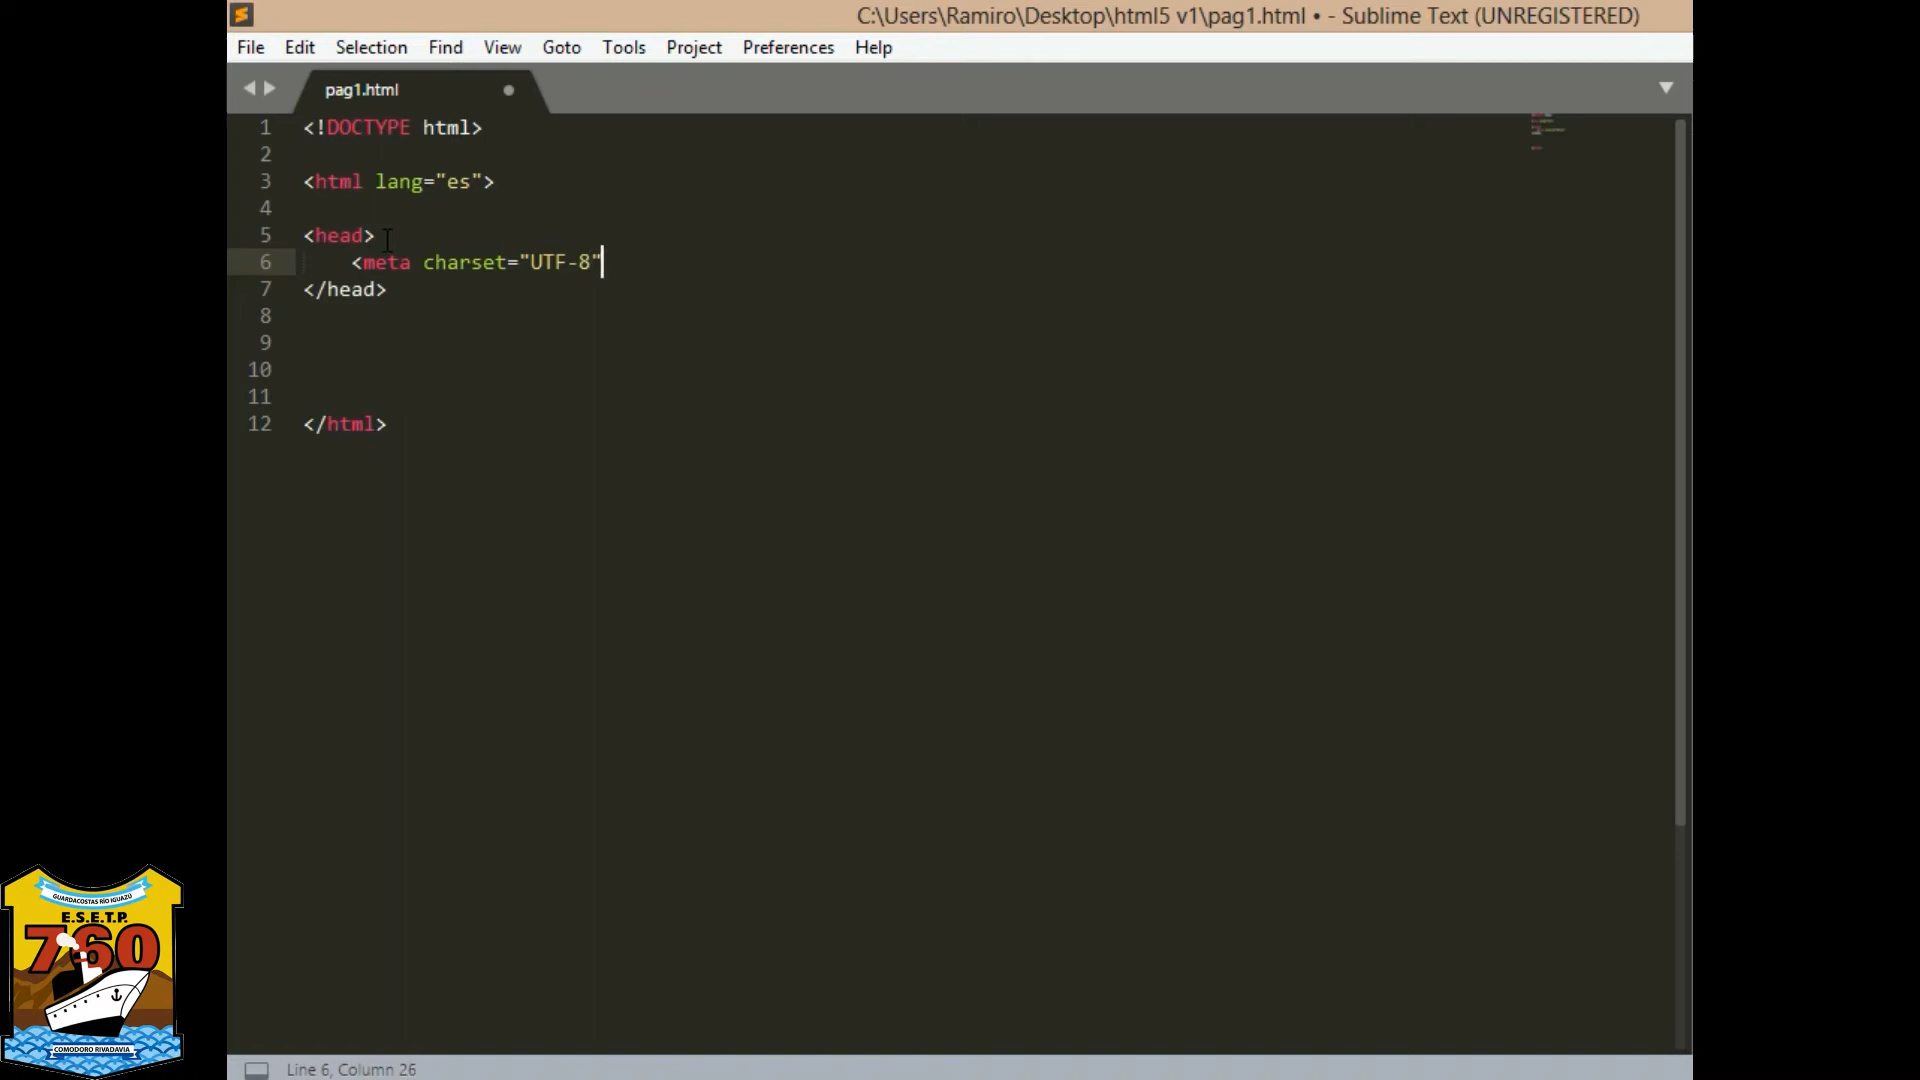 C:\Users\Ramiro\Desktop\html5 v1\pag1.html • - Sublime Text (UNREGISTERED)
File Edit Selection Find View Goto Tools Project Preferences Help
pag1.html
1 <!DOCTYPE html>
2
3 <html lang="es">
4
5 <head>
6 <meta charset="UTF-8"
7 </head>
8
9
10
11
12 </html>
GUARDACOSTAS RÍO IGUAZÚ
E.S.E.T.P.
760
COMODORO RIVADAVIA
Line 6, Column 26